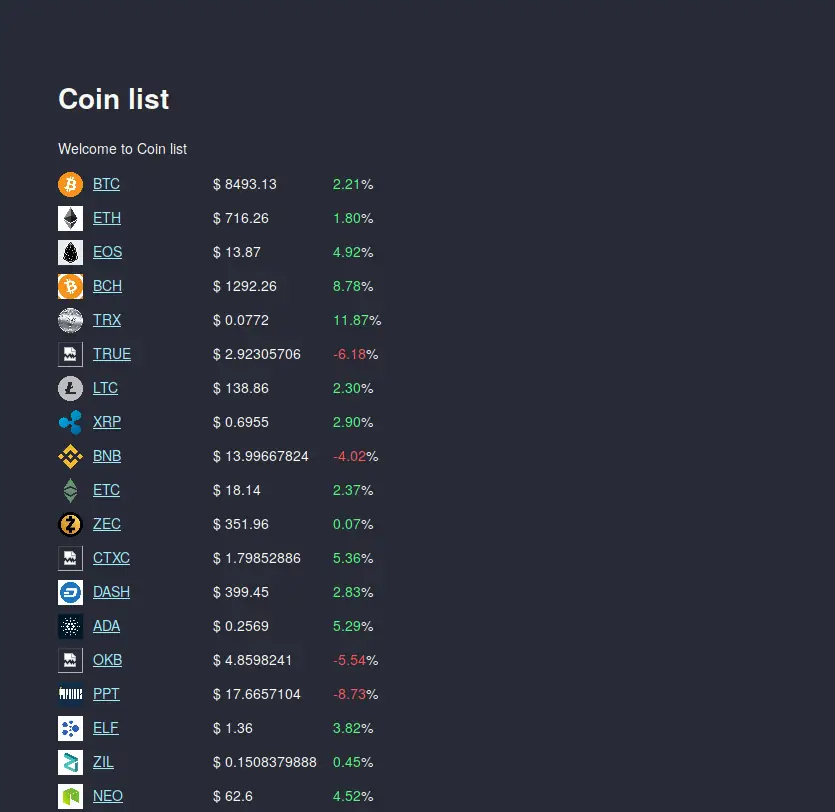 Coin list
Welcome to Coin list
BTC $ 8493.13 2.21%
ETH $ 716.26 1.80%
EOS $ 13.87 4.92%
BCH $ 1292.26 8.78%
TRX $ 0.0772 11.87%
TRUE $ 2.92305706 -6.18%
LTC $ 138.86 2.30%
XRP $ 0.6955 2.90%
BNB $ 13.99667824 -4.02%
ETC $ 18.14 2.37%
ZEC $ 351.96 0.07%
CTXC $ 1.79852886 5.36%
DASH $ 399.45 2.83%
ADA $ 0.2569 5.29%
OKB $ 4.8598241 -5.54%
PPT $ 17.6657104 -8.73%
ELF $ 1.36 3.82%
ZIL $ 0.1508379888 0.45%
NEO $ 62.6 4.52%